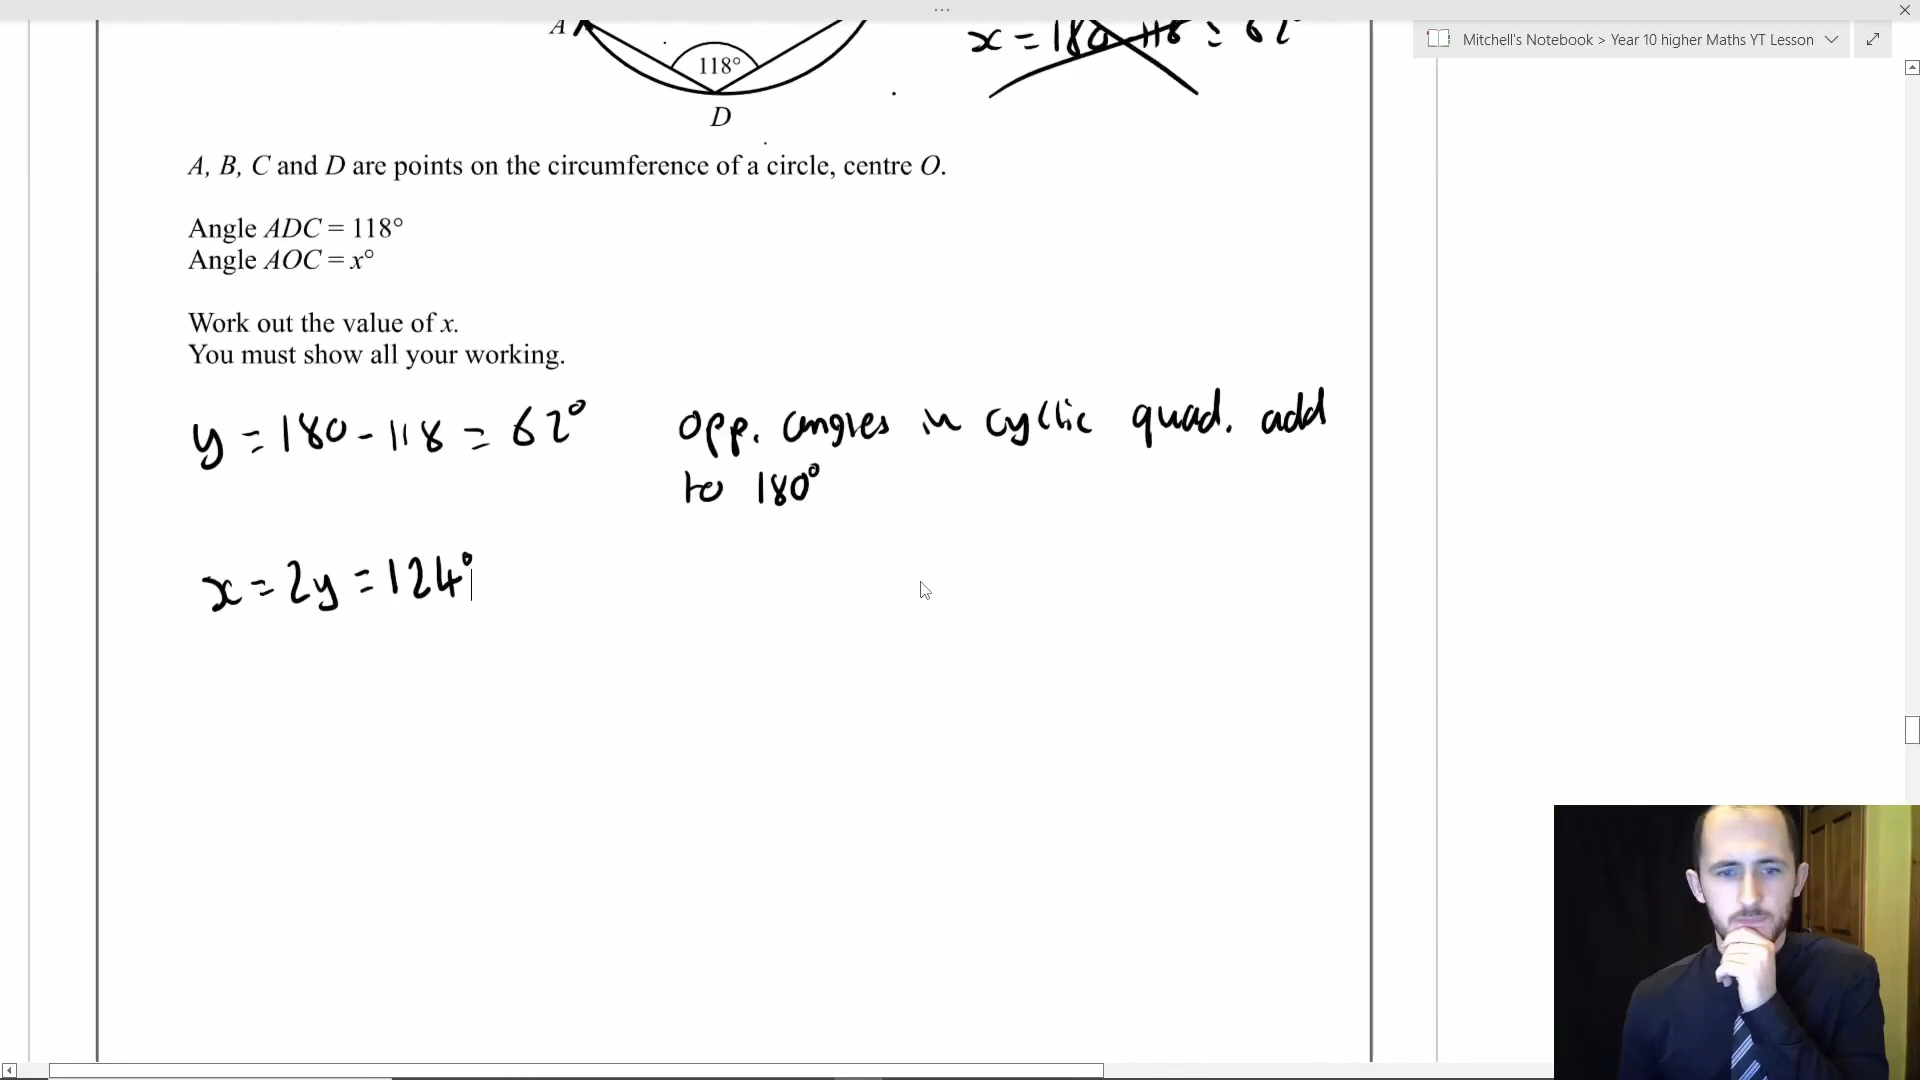 A
118°
D
x = 180 - 118 = 62°
Mitchell's Notebook > Year 10 higher Maths YT Lesson
A, B, C and D are points on the circumference of a circle, centre O.
Angle ADC = 118°
Angle AOC = x°
Work out the value of x.
You must show all your working.
y = 180 - 118 = 62°
opp. angles in cyclic quad. add
to 180°
x = 2y = 124°